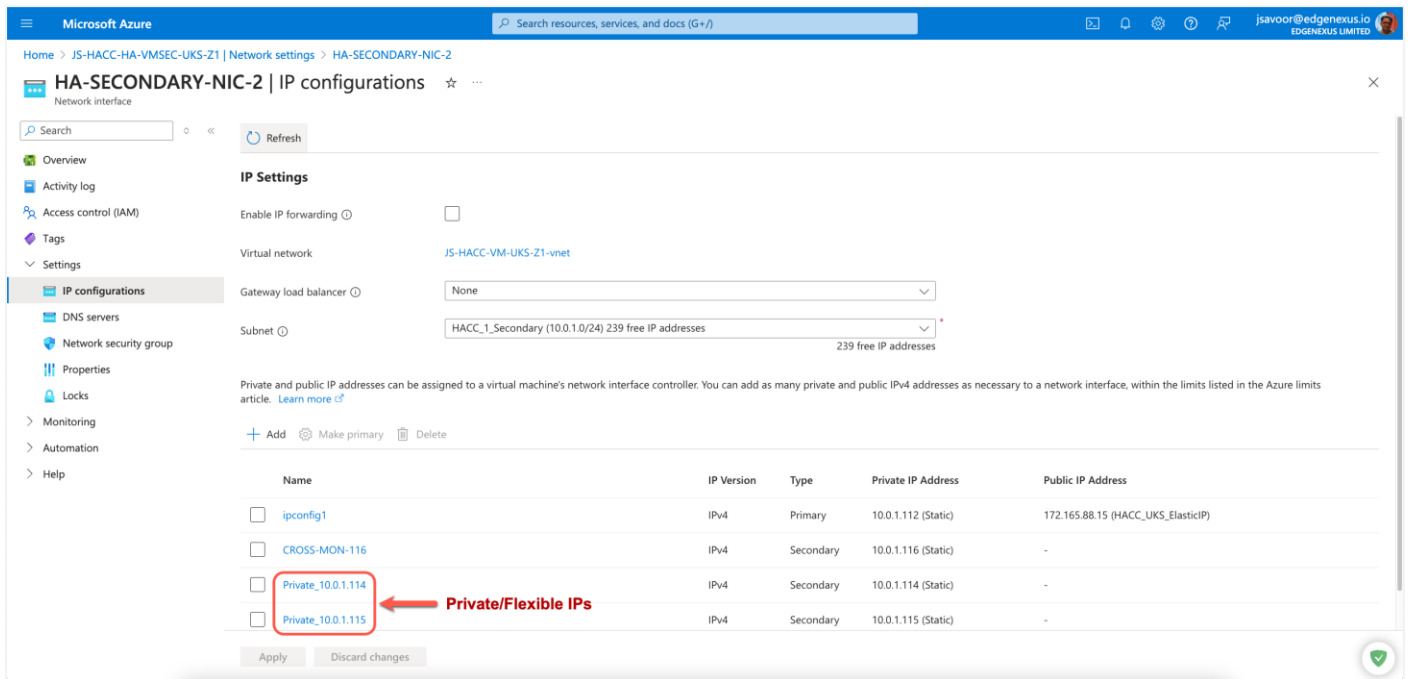 Microsoft Azure
Search resources, services, and docs (G+/)
jsavoor@edgenexus.io
EDGENEXUS LIMITED
Home > JS-HACC-HA-VMSEC-UKS-Z1 | Network settings > HA-SECONDARY-NIC-2
HA-SECONDARY-NIC-2 | IP configurations
Network interface
Search
Refresh
Overview
Activity log
Access control (IAM)
Tags
Settings
IP configurations
DNS servers
Network security group
Properties
Locks
Monitoring
Automation
Help
IP Settings
Enable IP forwarding
Virtual network JS-HACC-VM-UKS-Z1-vnet
Gateway load balancer None
Subnet HACC_1_Secondary (10.0.1.0/24) 239 free IP addresses *
239 free IP addresses
Private and public IP addresses can be assigned to a virtual machine's network interface controller. You can add as many private and public IPv4 addresses as necessary to a network interface, within the limits listed in the Azure limits
article. Learn more
Add Make primary Delete
Name IP Version Type Private IP Address Public IP Address
ipconfig1 IPv4 Primary 10.0.1.112 (Static) 172.165.88.15 (HACC_UKS_ElasticIP)
CROSS-MON-116 IPv4 Secondary 10.0.1.116 (Static) -
Private_10.0.1.114 IPv4 Secondary 10.0.1.114 (Static) -
Private/Flexible IPs
Private_10.0.1.115 IPv4 Secondary 10.0.1.115 (Static) -
Apply Discard changes